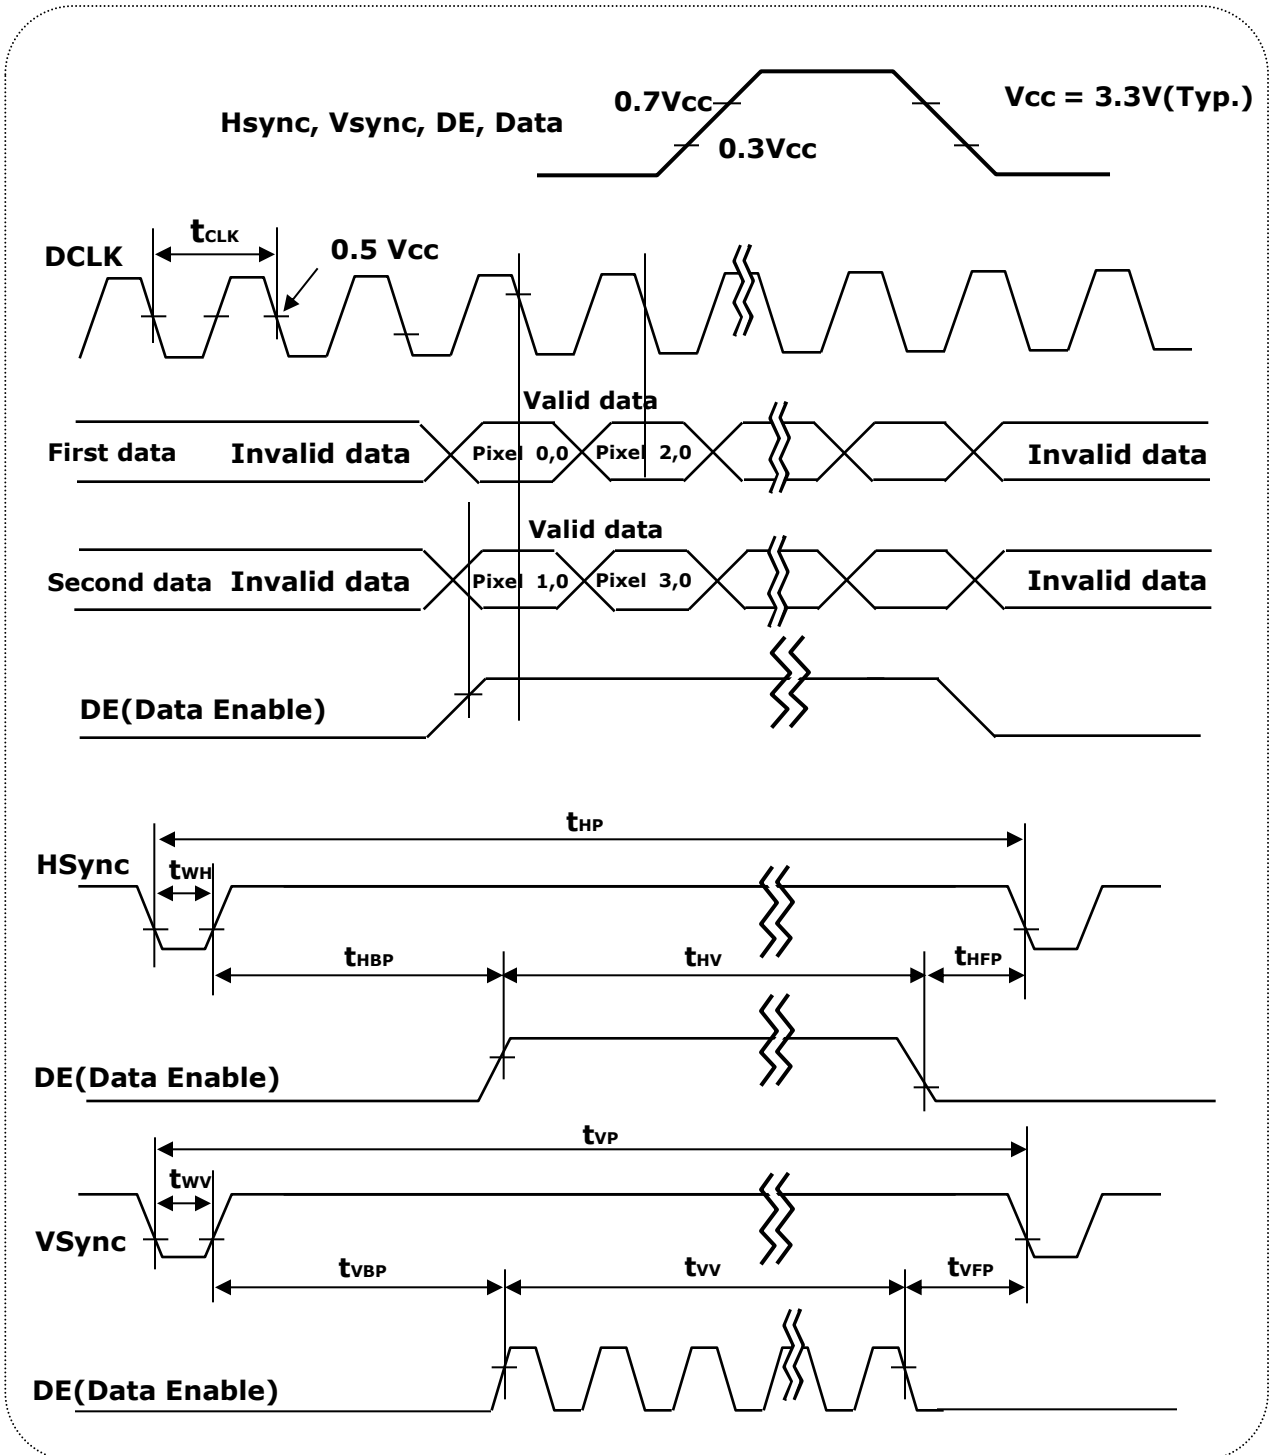 0.7Vcc
Vcc = 3.3V(Typ.)
Hsync, Vsync, DE, Data
0.3Vcc
tCLK
0.5 Vcc
DCLK
Valid data
First data
Invalid data
Pixel 0,0
Pixel 2,0
Invalid data
Valid data
Second data
Invalid data
Pixel 1,0
Pixel 3,0
Invalid data
DE(Data Enable)
tHP
HSync
tWH
tHBP
tHV
tHFP
DE(Data Enable)
tVP
tWV
VSync
tVBP
tVV
tVFP
DE(Data Enable)